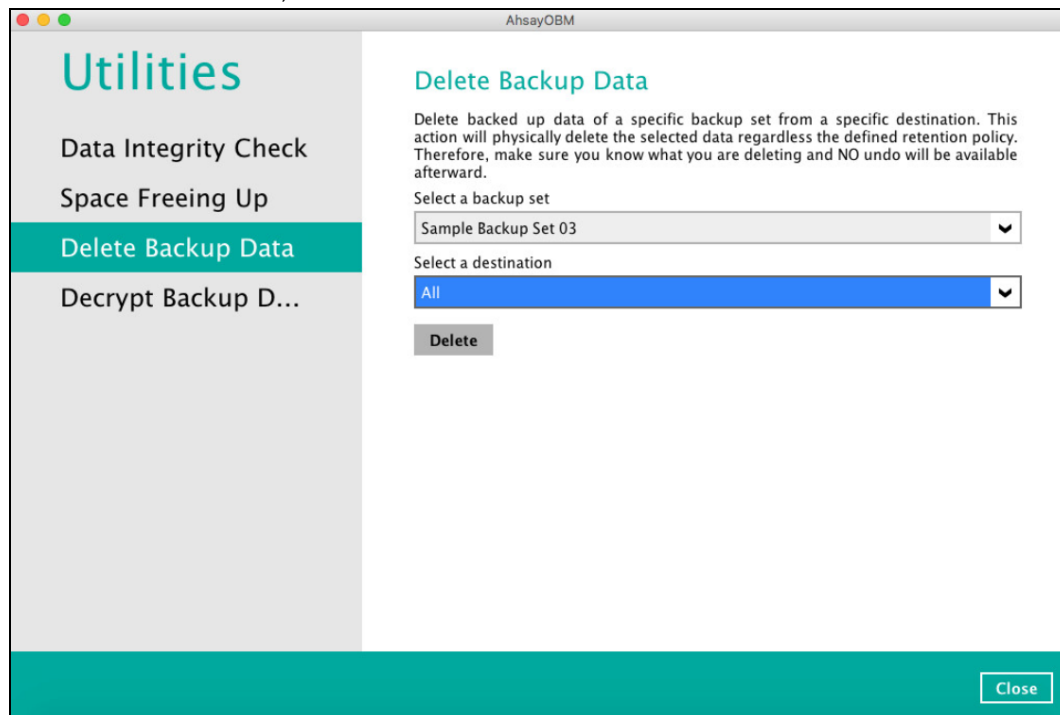 AhsayOBM
Utilities
Data Integrity Check
Space Freeing Up
Delete Backup Data
Decrypt Backup D...
Delete Backup Data
Delete backed up data of a specific backup set from a specific destination. This
action will physically delete the selected data regardless the defined retention policy.
Therefore, make sure you know what you are deleting and NO undo will be available
afterward.
Select a backup set
Sample Backup Set 03
Select a destination
All
Delete
Close